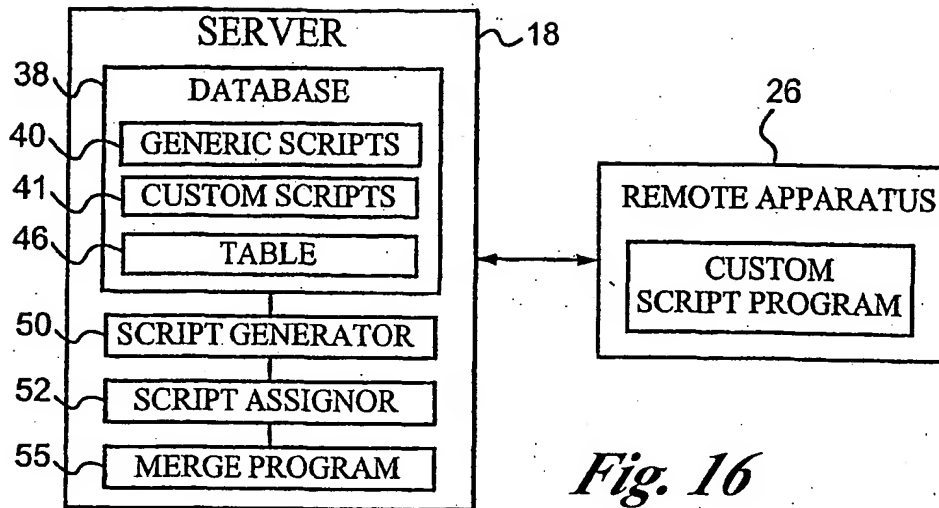 SERVER
18
38
DATABASE
40
GENERIC SCRIPTS
41
CUSTOM SCRIPTS
46
TABLE
50
SCRIPT GENERATOR
52
SCRIPT ASSIGNOR
55
MERGE PROGRAM
26
REMOTE APPARATUS
CUSTOM
SCRIPT PROGRAM
Fig. 16